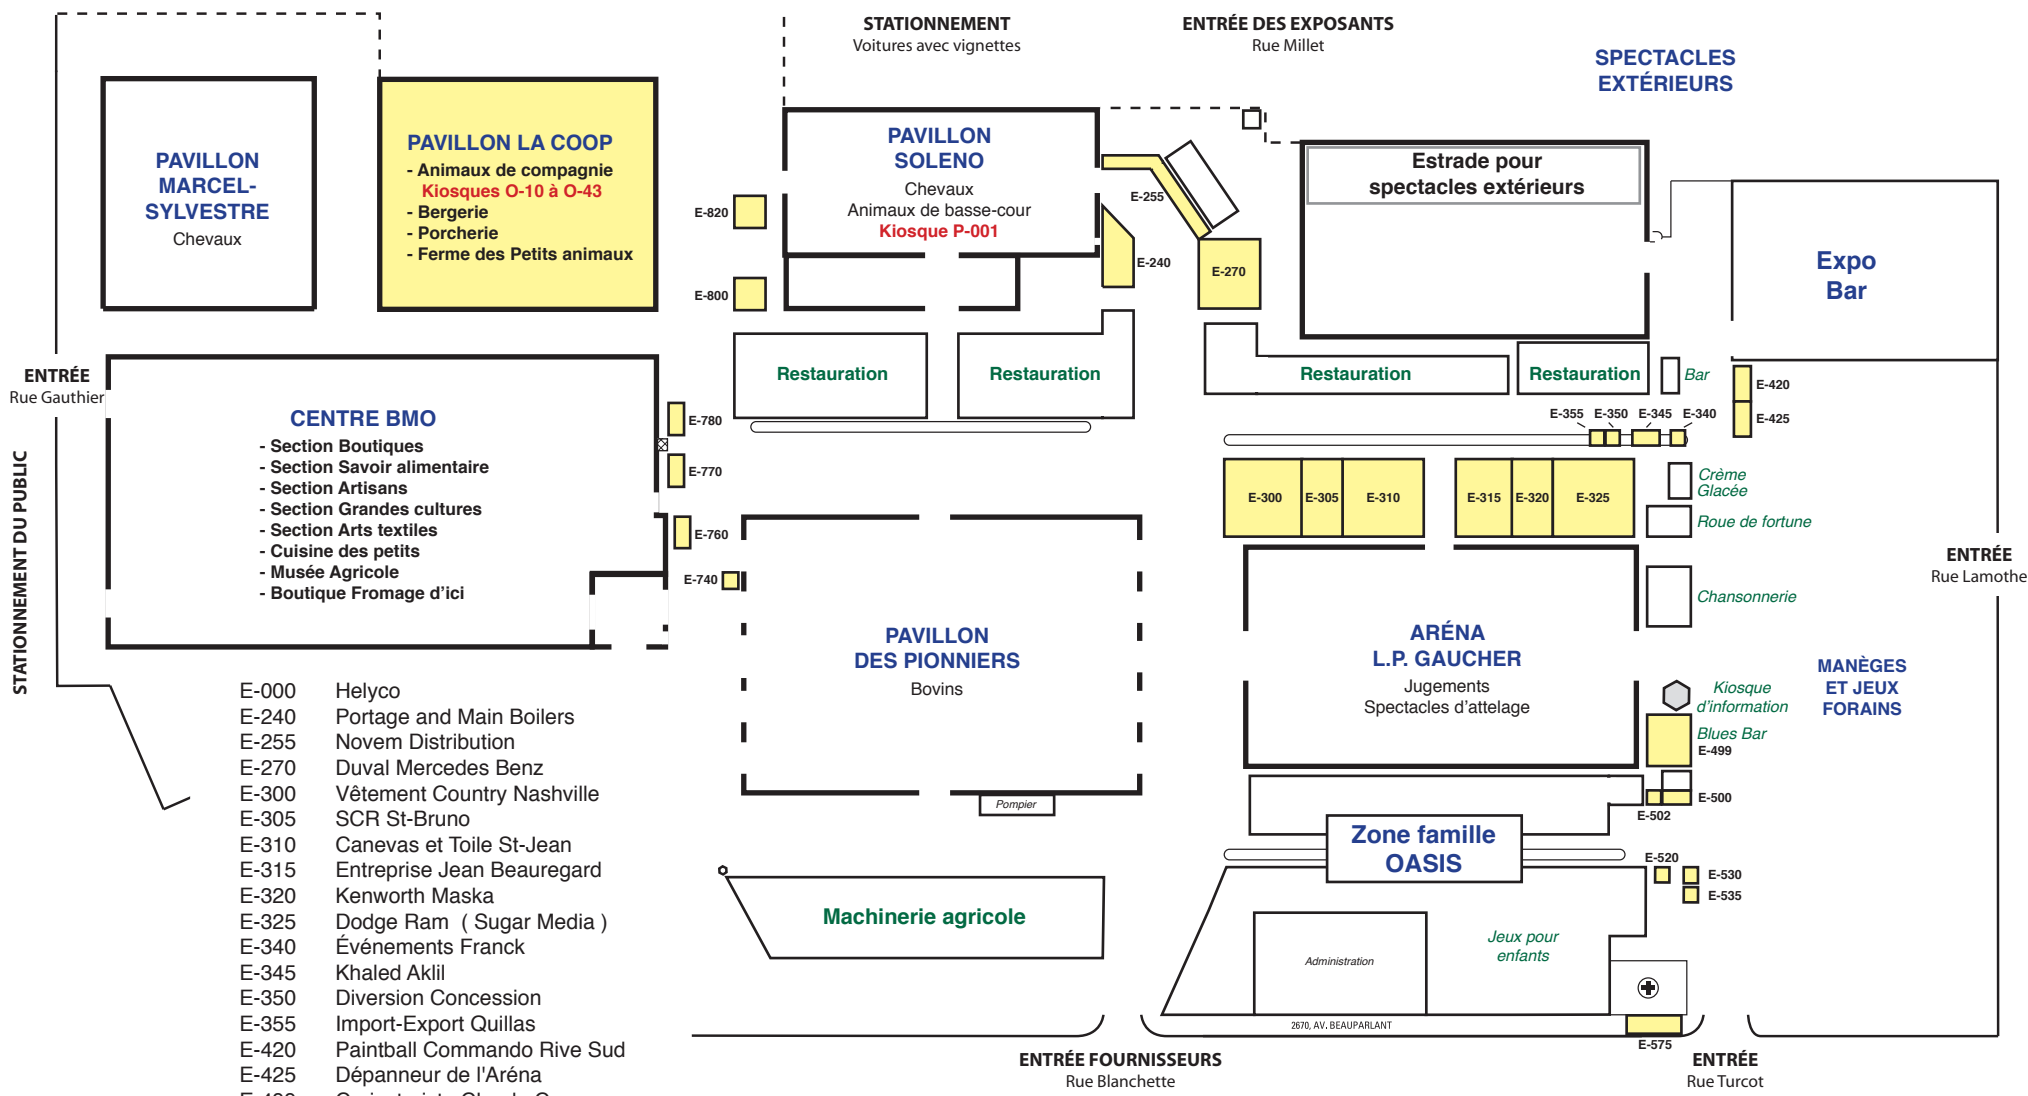 STATIONNEMENT
Voitures avec vignettes
ENTRÉE DES EXPOSANTS
Rue Millet
SPECTACLES
EXTÉRIEURS
PAVILLON
MARCEL-
SYLVESTRE
Chevaux
PAVILLON LA COOP
- Animaux de compagnie
Kiosques O-10 à O-43
- Bergerie
- Porcherie
- Ferme des Petits animaux
E-820
E-800
PAVILLON
SOLENO
Chevaux
Animaux de basse-cour
Kiosque P-001
E-255
E-240
E-270
Estrade pour
spectacles extérieurs
Expo
Bar
Restauration
Restauration
Restauration
Restauration
Bar
E-420
E-425
E-355
E-350
E-345
E-340
ENTRÉE
Rue Gauthier
STATIONNEMENT DU PUBLIC
CENTRE BMO
- Section Boutiques
- Section Savoir alimentaire
- Section Artisans
- Section Grandes cultures
- Section Arts textiles
- Cuisine des petits
- Musée Agricole
- Boutique Fromage d'ici
E-780
E-770
E-760
E-740
E-300
E-305
E-310
E-315
E-320
E-325
Crème
Glacée
Roue de fortune
Chansonnerie
ENTRÉE
Rue Lamothe
PAVILLON
DES PIONNIERS
Bovins
Pompier
ARÉNA
L.P. GAUCHER
Jugements
Spectacles d'attelage
Kiosque
d'information
Blues Bar
E-499
MANÈGES
ET JEUX
FORAINS
E-500
E-502
Zone famille
OASIS
E-520
E-530
E-535
Machinerie agricole
Administration
Jeux pour
enfants
2670, AV. BEAUPARLANT
E-575
ENTRÉE FOURNISSEURS
Rue Blanchette
ENTRÉE
Rue Turcot
E-000 Helyco
E-240 Portage and Main Boilers
E-255 Novem Distribution
E-270 Duval Mercedes Benz
E-300 Vêtement Country Nashville
E-305 SCR St-Bruno
E-310 Canevas et Toile St-Jean
E-315 Entreprise Jean Beauregard
E-320 Kenworth Maska
E-325 Dodge Ram ( Sugar Media )
E-340 Événements Franck
E-345 Khaled Aklil
E-350 Diversion Concession
E-355 Import-Export Quillas
E-420 Paintball Commando Rive Sud
E-425 Dépanneur de l'Aréna